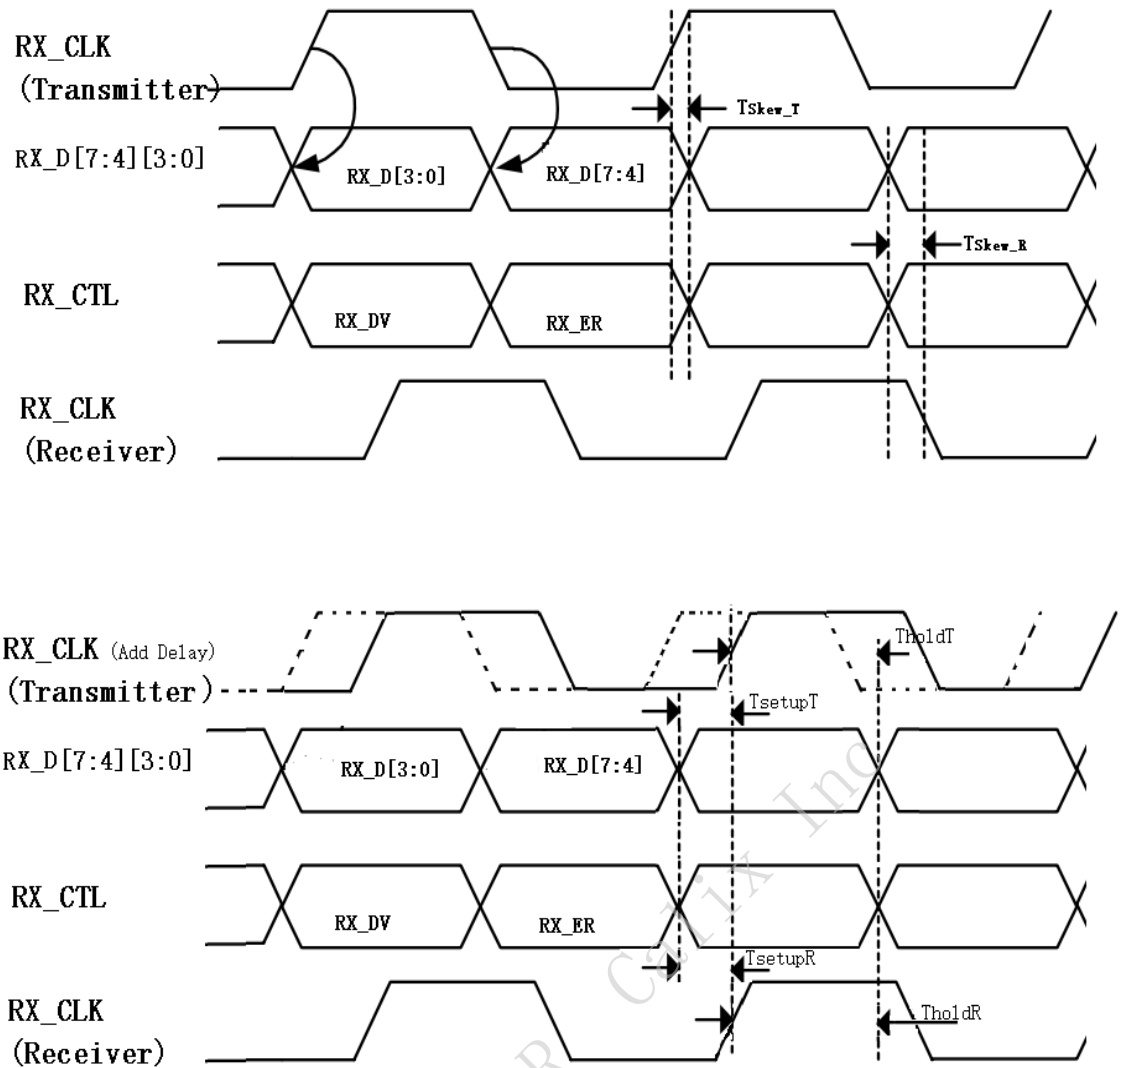 RX_CLK
(Transmitter)
Tskew_T
RX_D[7:4][3:0]
RX_D[3:0]
RX_D[7:4]
Tskew_R
RX_CTL
RX_DV
RX_ER
RX_CLK
(Receiver)
RX_CLK (Add Delay)
(Transmitter)
TholdT
TsetupT
RX_D[7:4][3:0]
RX_D[3:0]
RX_D[7:4]
RX_CTL
RX_DV
RX_ER
TsetupR
RX_CLK
(Receiver)
TholdR
R Calix Inc